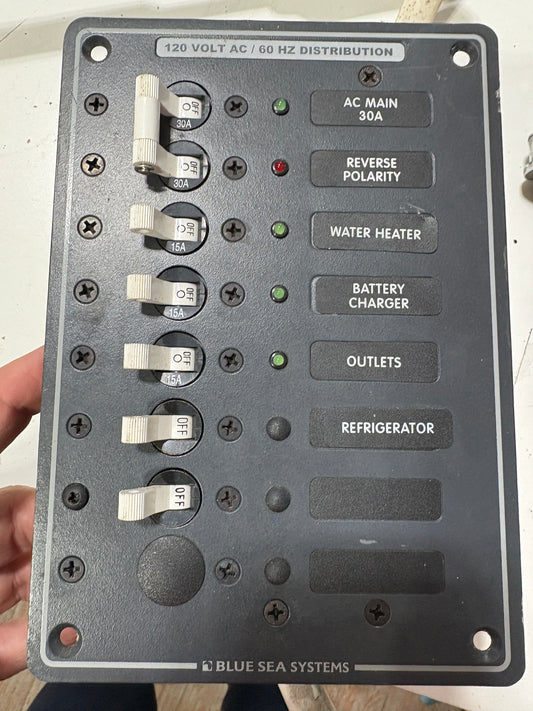 120 VOLT AC / 60 HZ DISTRIBUTION
OFF
30A
AC MAIN
30A
OFF
30A
REVERSE
POLARITY
OFF
15A
WATER HEATER
OFF
15A
BATTERY
CHARGER
OFF
15A
OUTLETS
OFF
REFRIGERATOR
OFF
BLUE SEA SYSTEMS